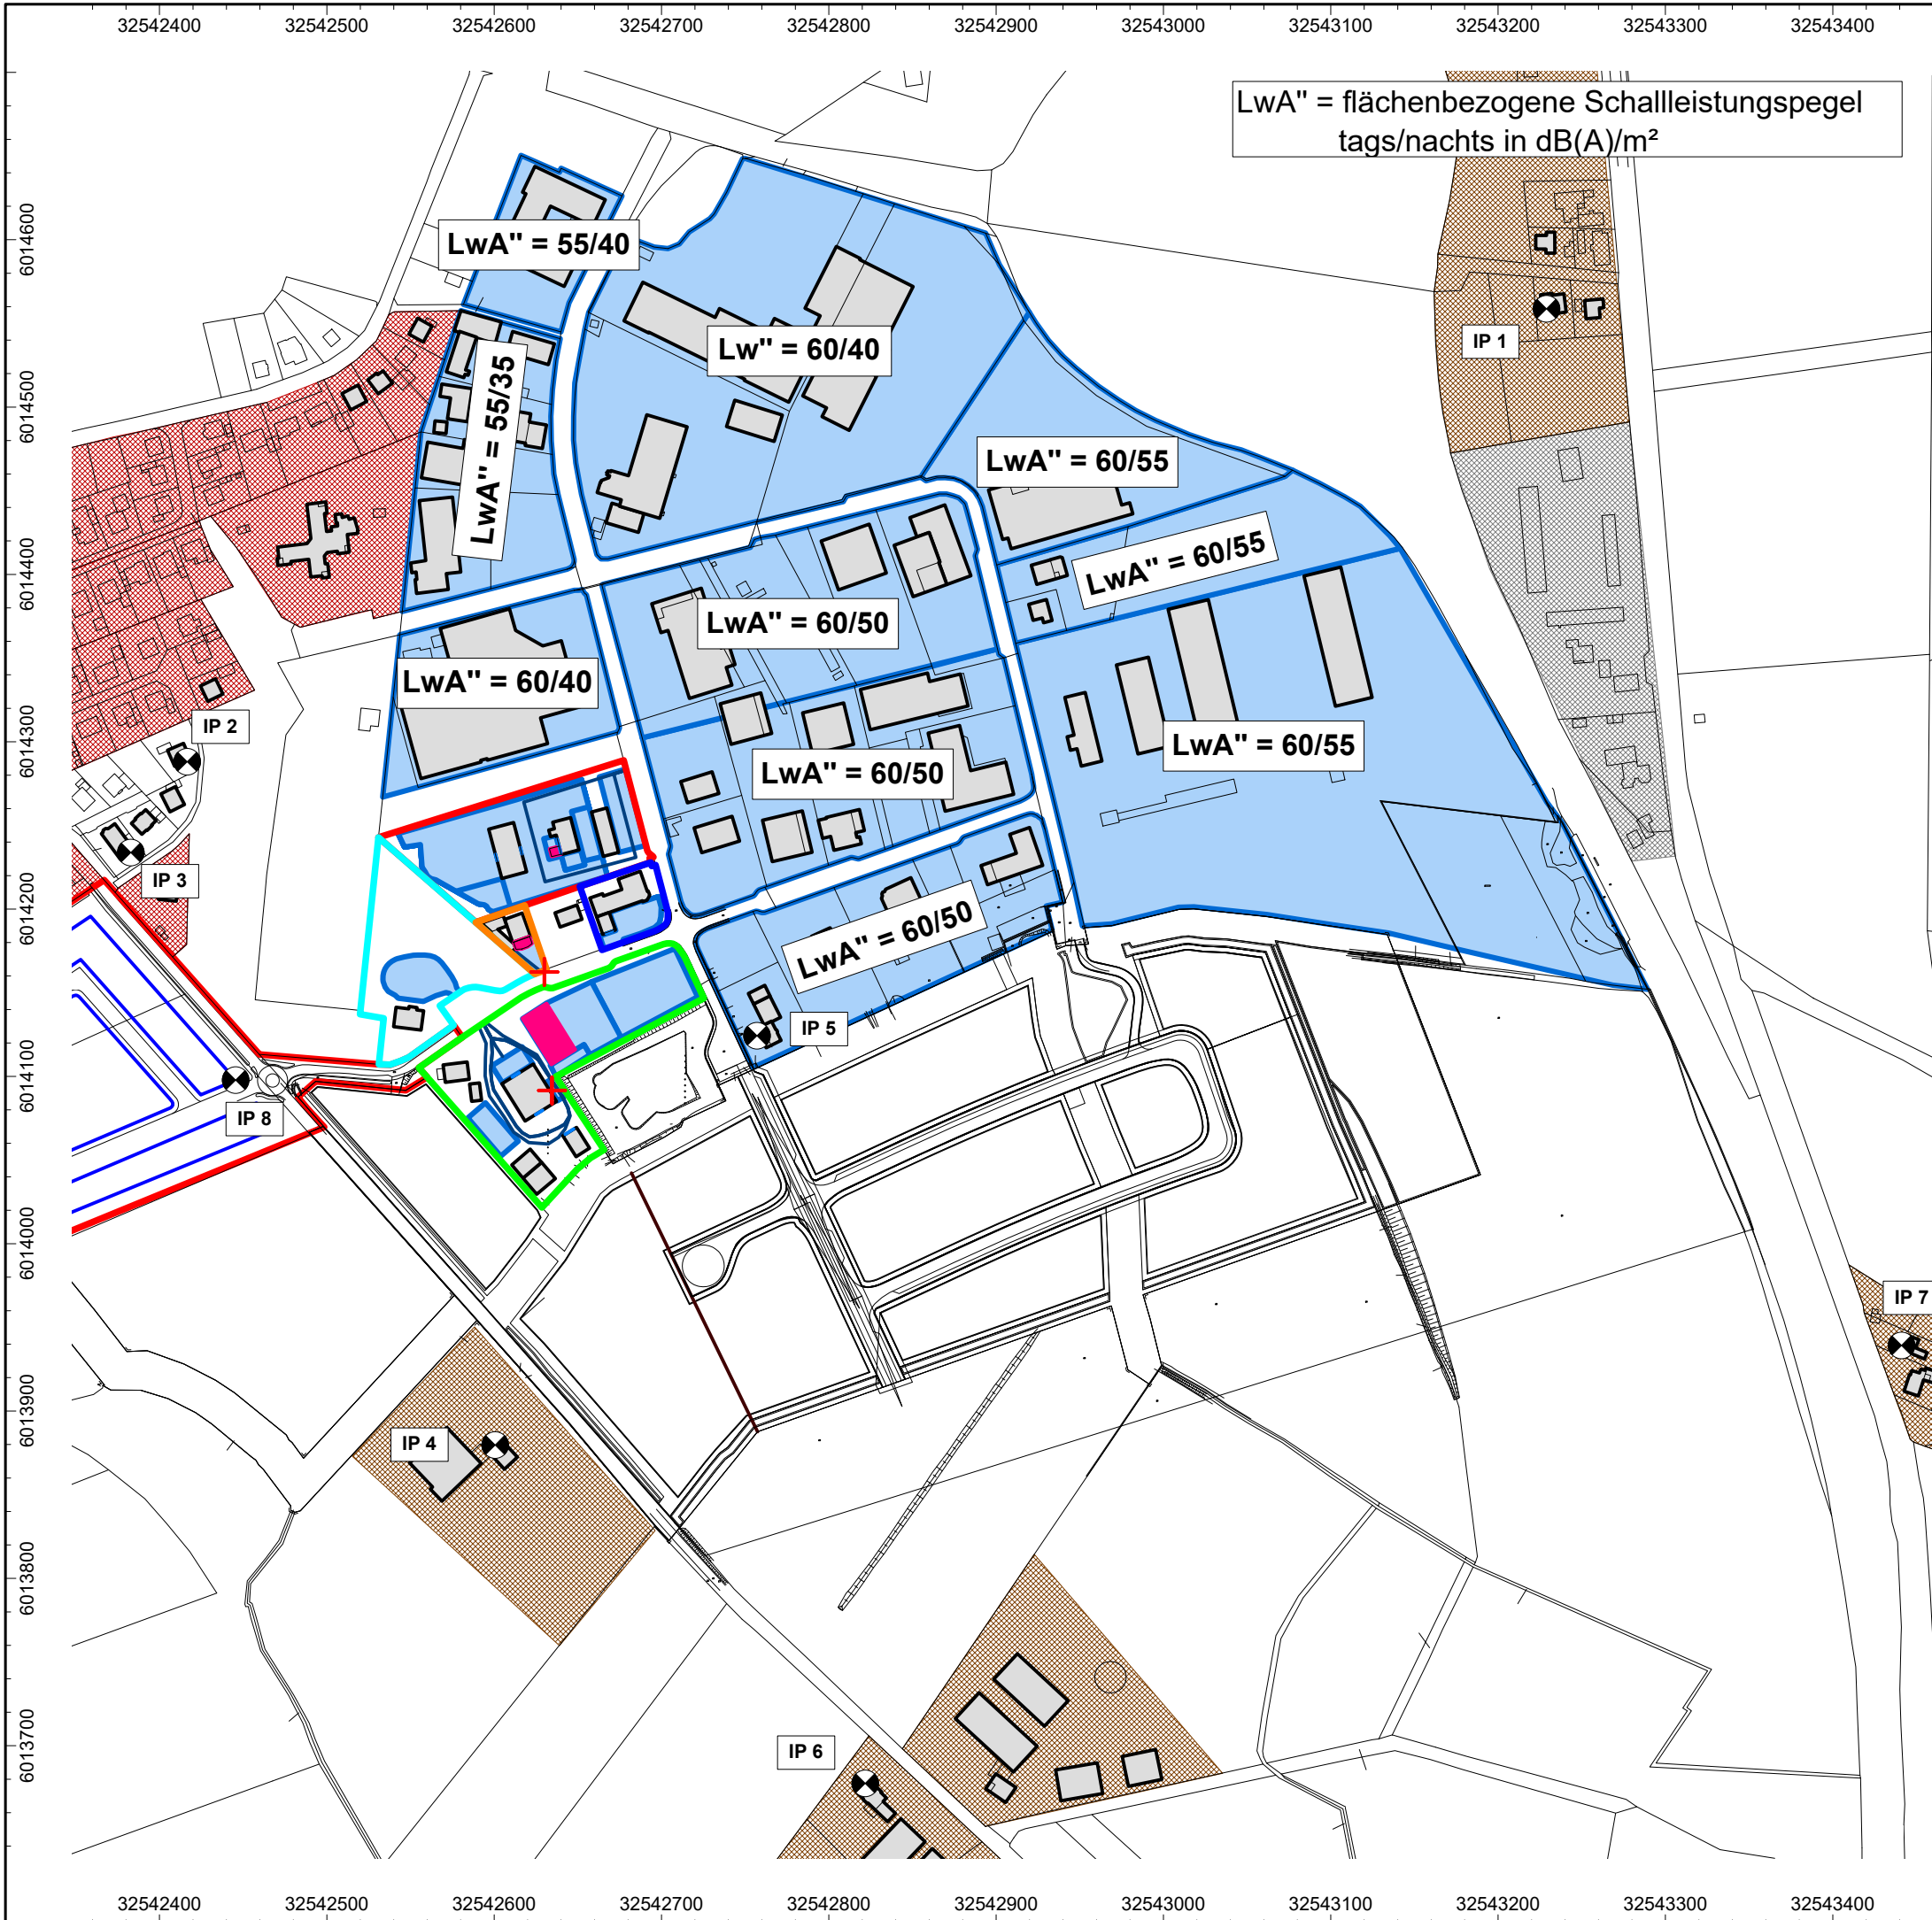 32542400 32542500 32542600 32542700 32542800 32542900 32543000 32543100 32543200 32543300 32543400
LwA'' = flächenbezogene Schallleistungspegel
tags/nachts in dB(A)/m²
6014600
LwA'' = 55/40
Lw'' = 60/40
IP 1
6014500
LwA'' = 55/35
LwA'' = 60/55
6014400
LwA'' = 60/55
LwA'' = 60/50
LwA'' = 60/40
6014300
IP 2
LwA'' = 60/50
LwA'' = 60/55
IP 3
6014200
LwA'' = 60/50
IP 5
6014100
IP 8
6014000
IP 7
6013900
IP 4
6013800
6013700
IP 6
32542400 32542500 32542600 32542700 32542800 32542900 32543000 32543100 32543200 32543300 32543400